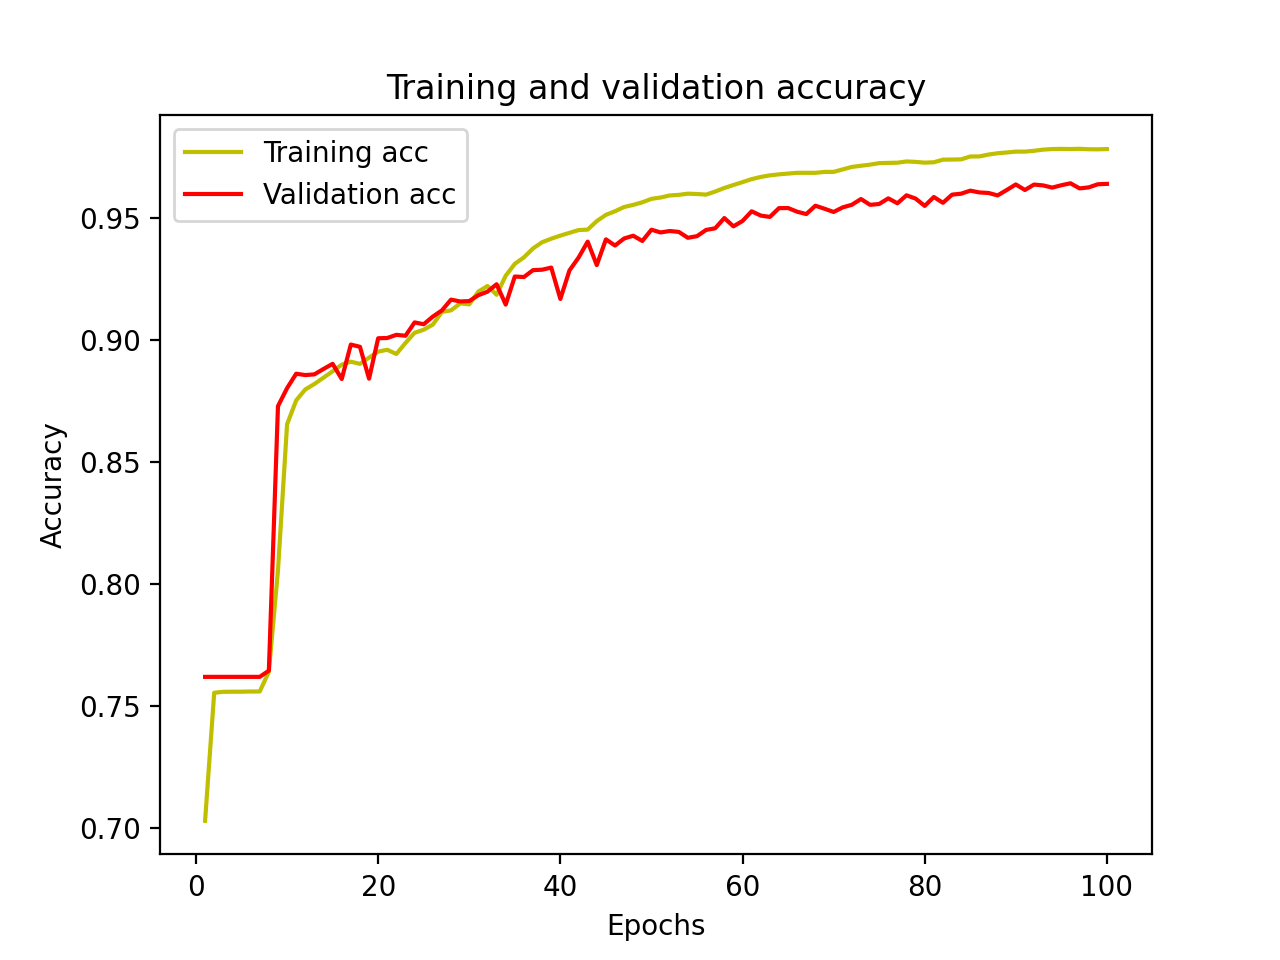 Training and validation accuracy
Training acc
Validation acc
0.95
0.90
0.85
0.80
0.75
0.70
Accuracy
0 20 40 60 80 100
Epochs